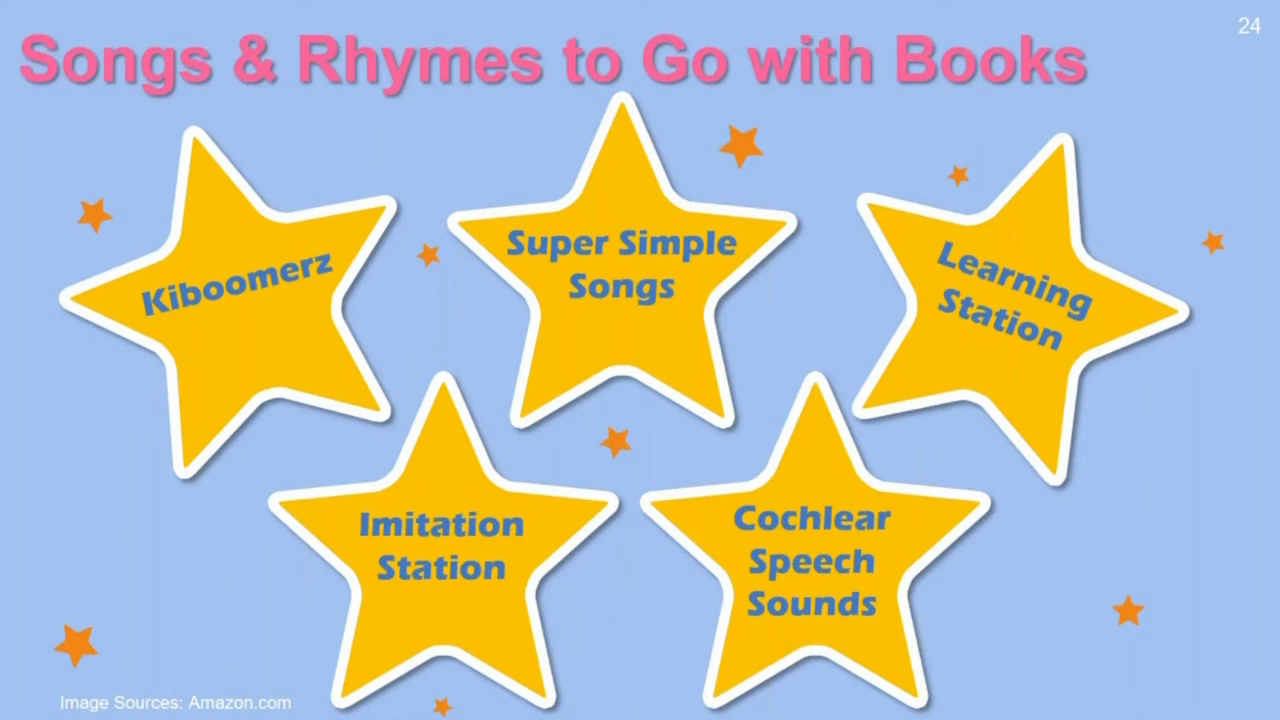 24
Songs & Rhymes to Go with Books
Kiboomerz
Super Simple
Songs
Learning
Station
Imitation
Station
Cochlear
Speech
Sounds
Image Sources: Amazon.com